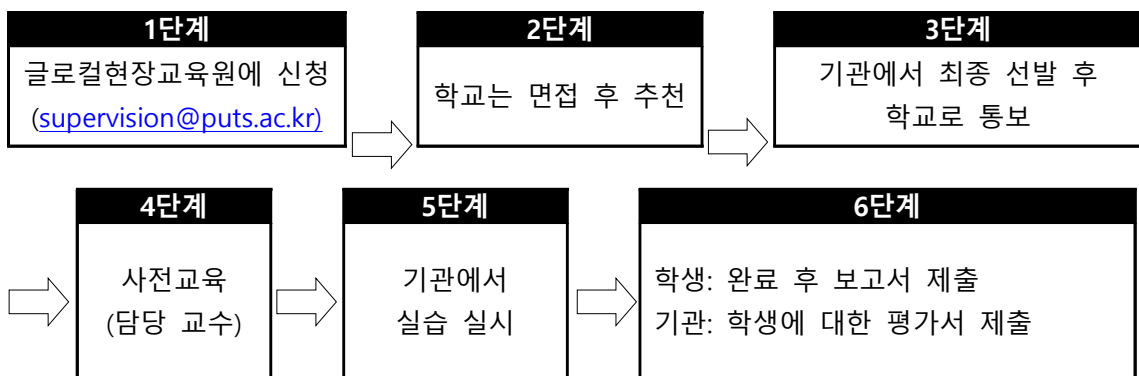 1단계
글로컬현장교육원에 신청
(supervision@puts.ac.kr)
2단계
학교는 면접 후 추천
3단계
기관에서 최종 선발 후
학교로 통보
4단계
사전교육
(담당 교수)
5단계
기관에서
실습 실시
6단계
학생: 완료 후 보고서 제출
기관: 학생에 대한 평가서 제출